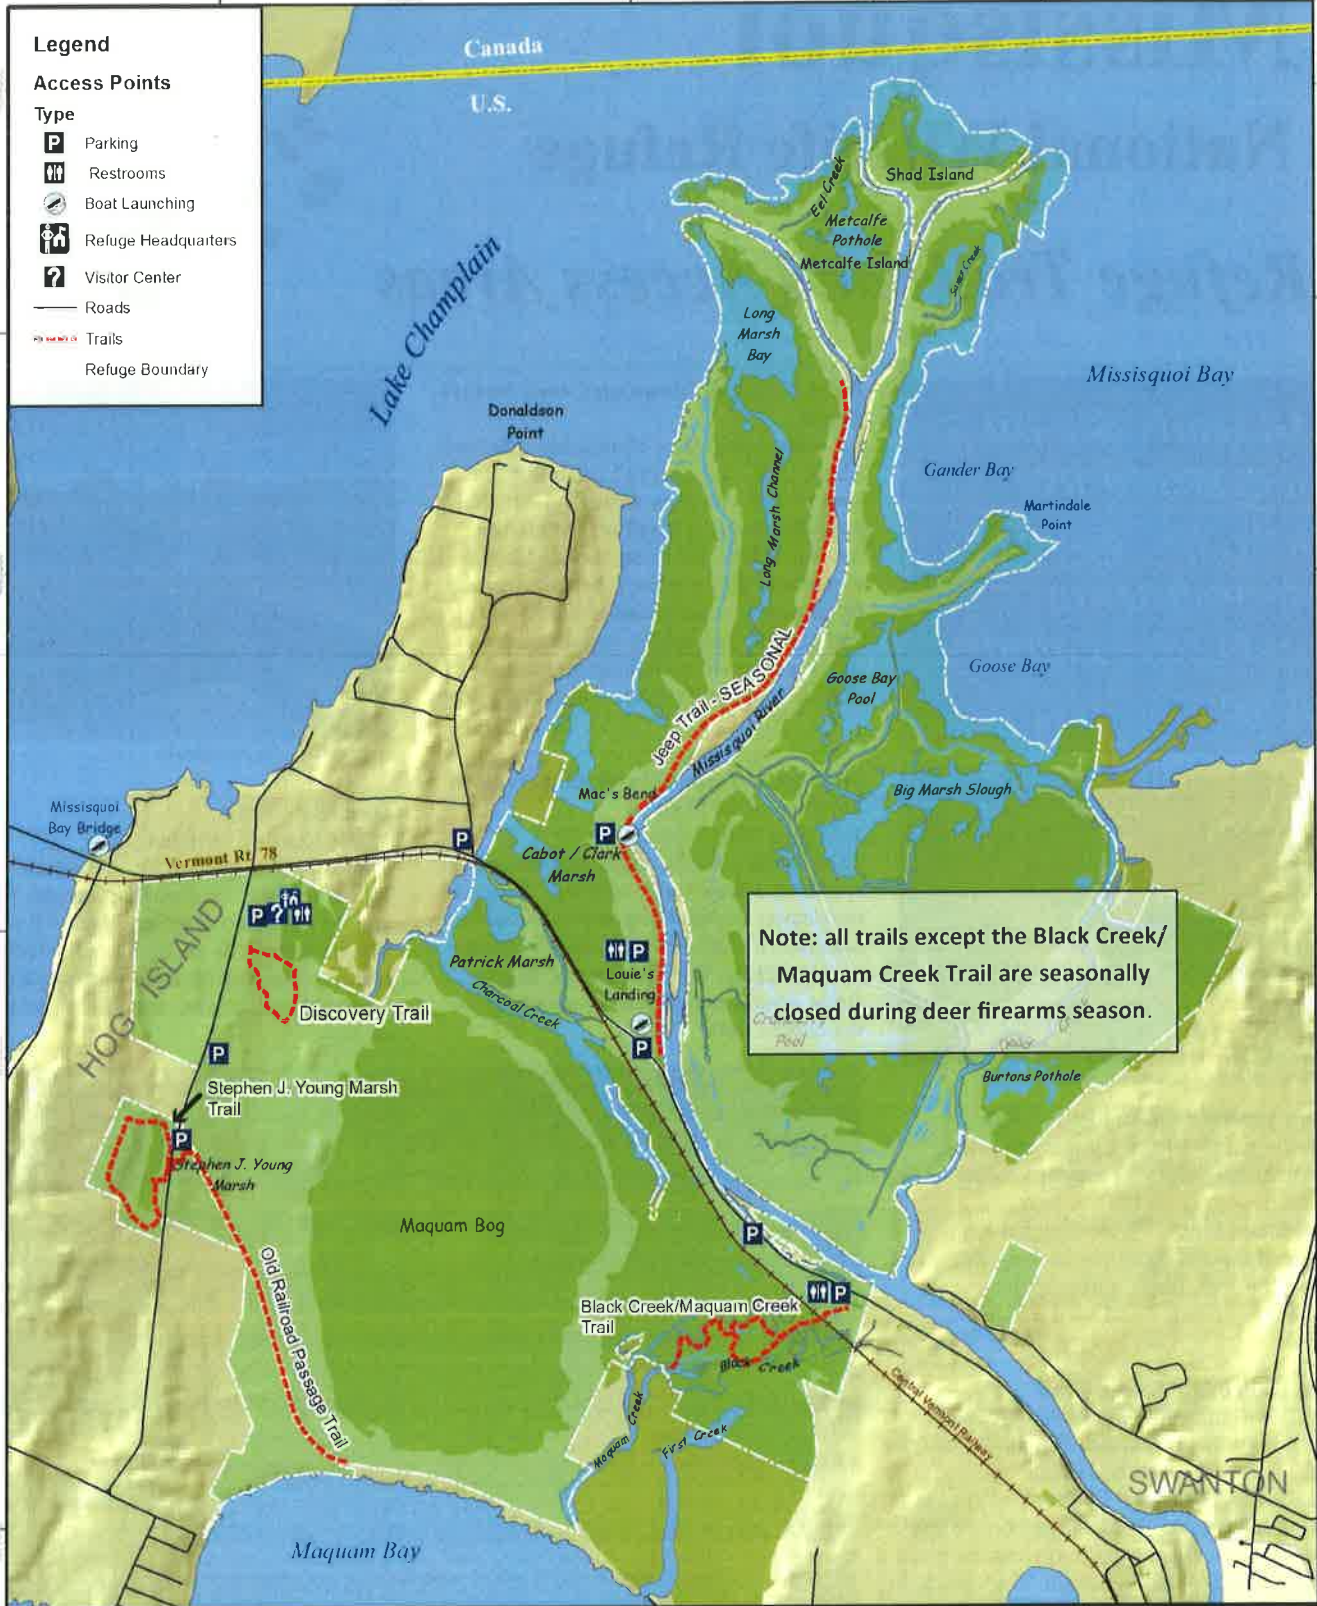 Legend
Access Points
Type
P Parking
Restrooms
Boat Launching
Refuge Headquarters
? Visitor Center
Roads
Trails
Refuge Boundary
Canada
U.S.
Lake Champlain
Shad Island
Eel Creek
Metcalfe
Pothole
Metcalfe Island
Long
Marsh
Bay
Missisquoi Bay
Donaldson
Point
Gander Bay
Martindale
Point
Long Marsh Channel
Goose Bay
Goose Bay
Pool
Jeep Trail - SEASONAL
Missisquoi River
Big Marsh Slough
Mac's Bend
P
Missisquoi
Bay Bridge
Vermont Rt. 78
P
Cabot / Clark
Marsh
P ?
HOG ISLAND
Patrick Marsh
Charcoal Creek
P
Louie's
Landing
P
Discovery Trail
Note: all trails except the Black Creek/
Maquam Creek Trail are seasonally
closed during deer firearms season.
Pool
Burtons Pothole
P
Stephen J. Young Marsh
Trail
P
Stephen J. Young
Marsh
Maquam Bog
Old Railroad Passage Trail
P
P
Black Creek/Maquam Creek
Trail
Black Creek
Maquam Creek
First Creek
Central Vermont Railway
SWANTON
Maquam Bay